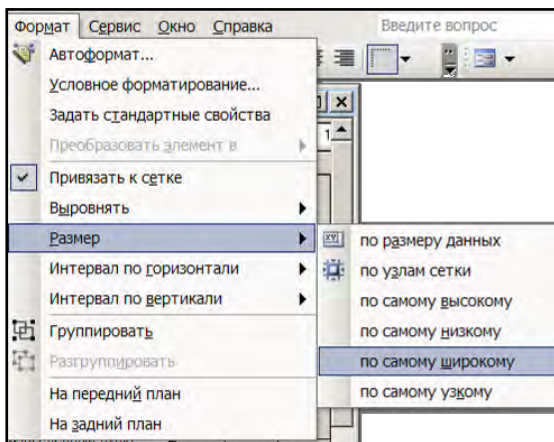 Формат Сервис Окно Справка Введите вопрос
Автоформат...
Условное форматирование...
Задать стандартные свойства
Преобразовать элемент в
Привязать к сетке
Выровнять
Размер
по размеру данных
Интервал по горизонтали
по узлам сетки
Интервал по вертикали
по самому высокому
Группировать
по самому низкому
Разгруппировать
по самому широкому
На передний план
по самому узкому
На задний план